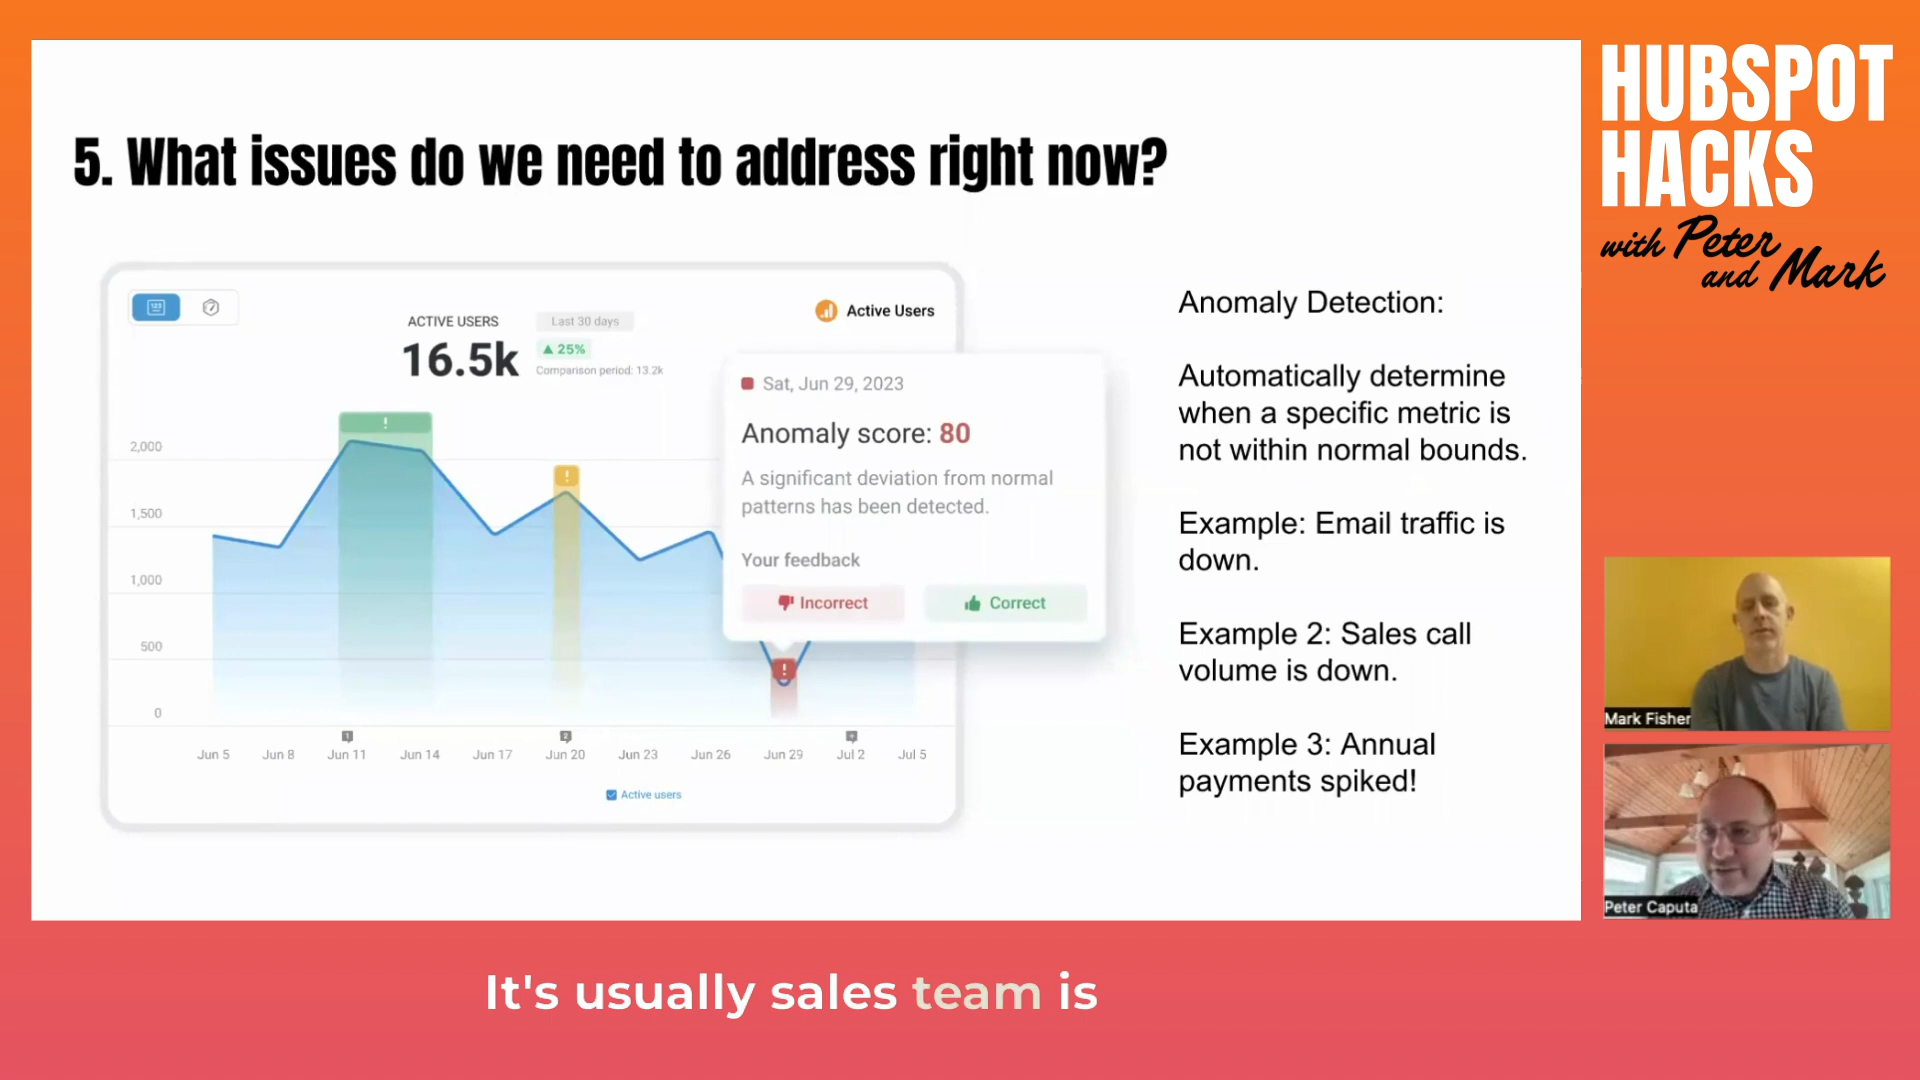 5. What issues do we need to address right now?
HUBSPOT
HACKS
with Peter
and Mark
ACTIVE USERS
Last 30 days
16.5k
25%
Comparison period: 13.2k
Active Users
2,000
1,500
1,000
500
0
Jun 5 Jun 8 Jun 11 Jun 14 Jun 17 Jun 20 Jun 23 Jun 26 Jun 29 Jul 2 Jul 5
Active users
Sat, Jun 29, 2023
Anomaly score: 80
A significant deviation from normal
patterns has been detected.
Your feedback
Incorrect
Correct
Anomaly Detection:
Automatically determine
when a specific metric is
not within normal bounds.
Example: Email traffic is
down.
Example 2: Sales call
volume is down.
Example 3: Annual
payments spiked!
Mark Fisher
Peter Caputa
It's usually sales team is